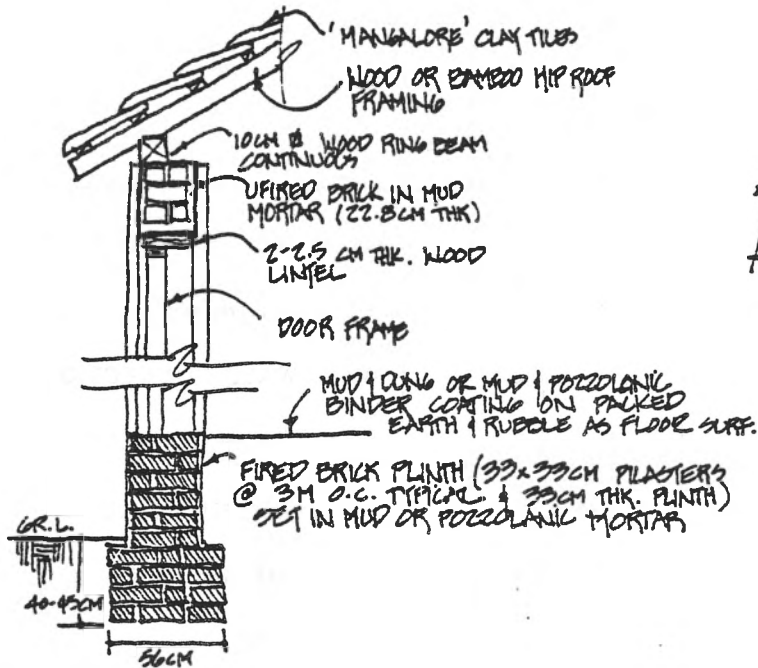 'MANGALORE' CLAY TILES
WOOD OR BAMBOO HIP ROOF
FRAMING
10CM Ø WOOD RING BEAM
CONTINUOUS
UFIRED BRICK IN MUD
MORTAR (22.8CM THK)
2-2.5 CM THK. WOOD
LINTEL
DOOR FRAME
MUD & DUNG OR MUD & POZZOLANIC
BINDER COATING ON PACKED
EARTH & RUBBLE AS FLOOR SURF.
FIRED BRICK PLINTH (33x33CM PILASTERS
@ 3M O.C. TYPICAL. & 33CM THK. PLINTH)
SET IN MUD OR POZZOLANIC MORTAR
GR.L.
40-45CM
56CM